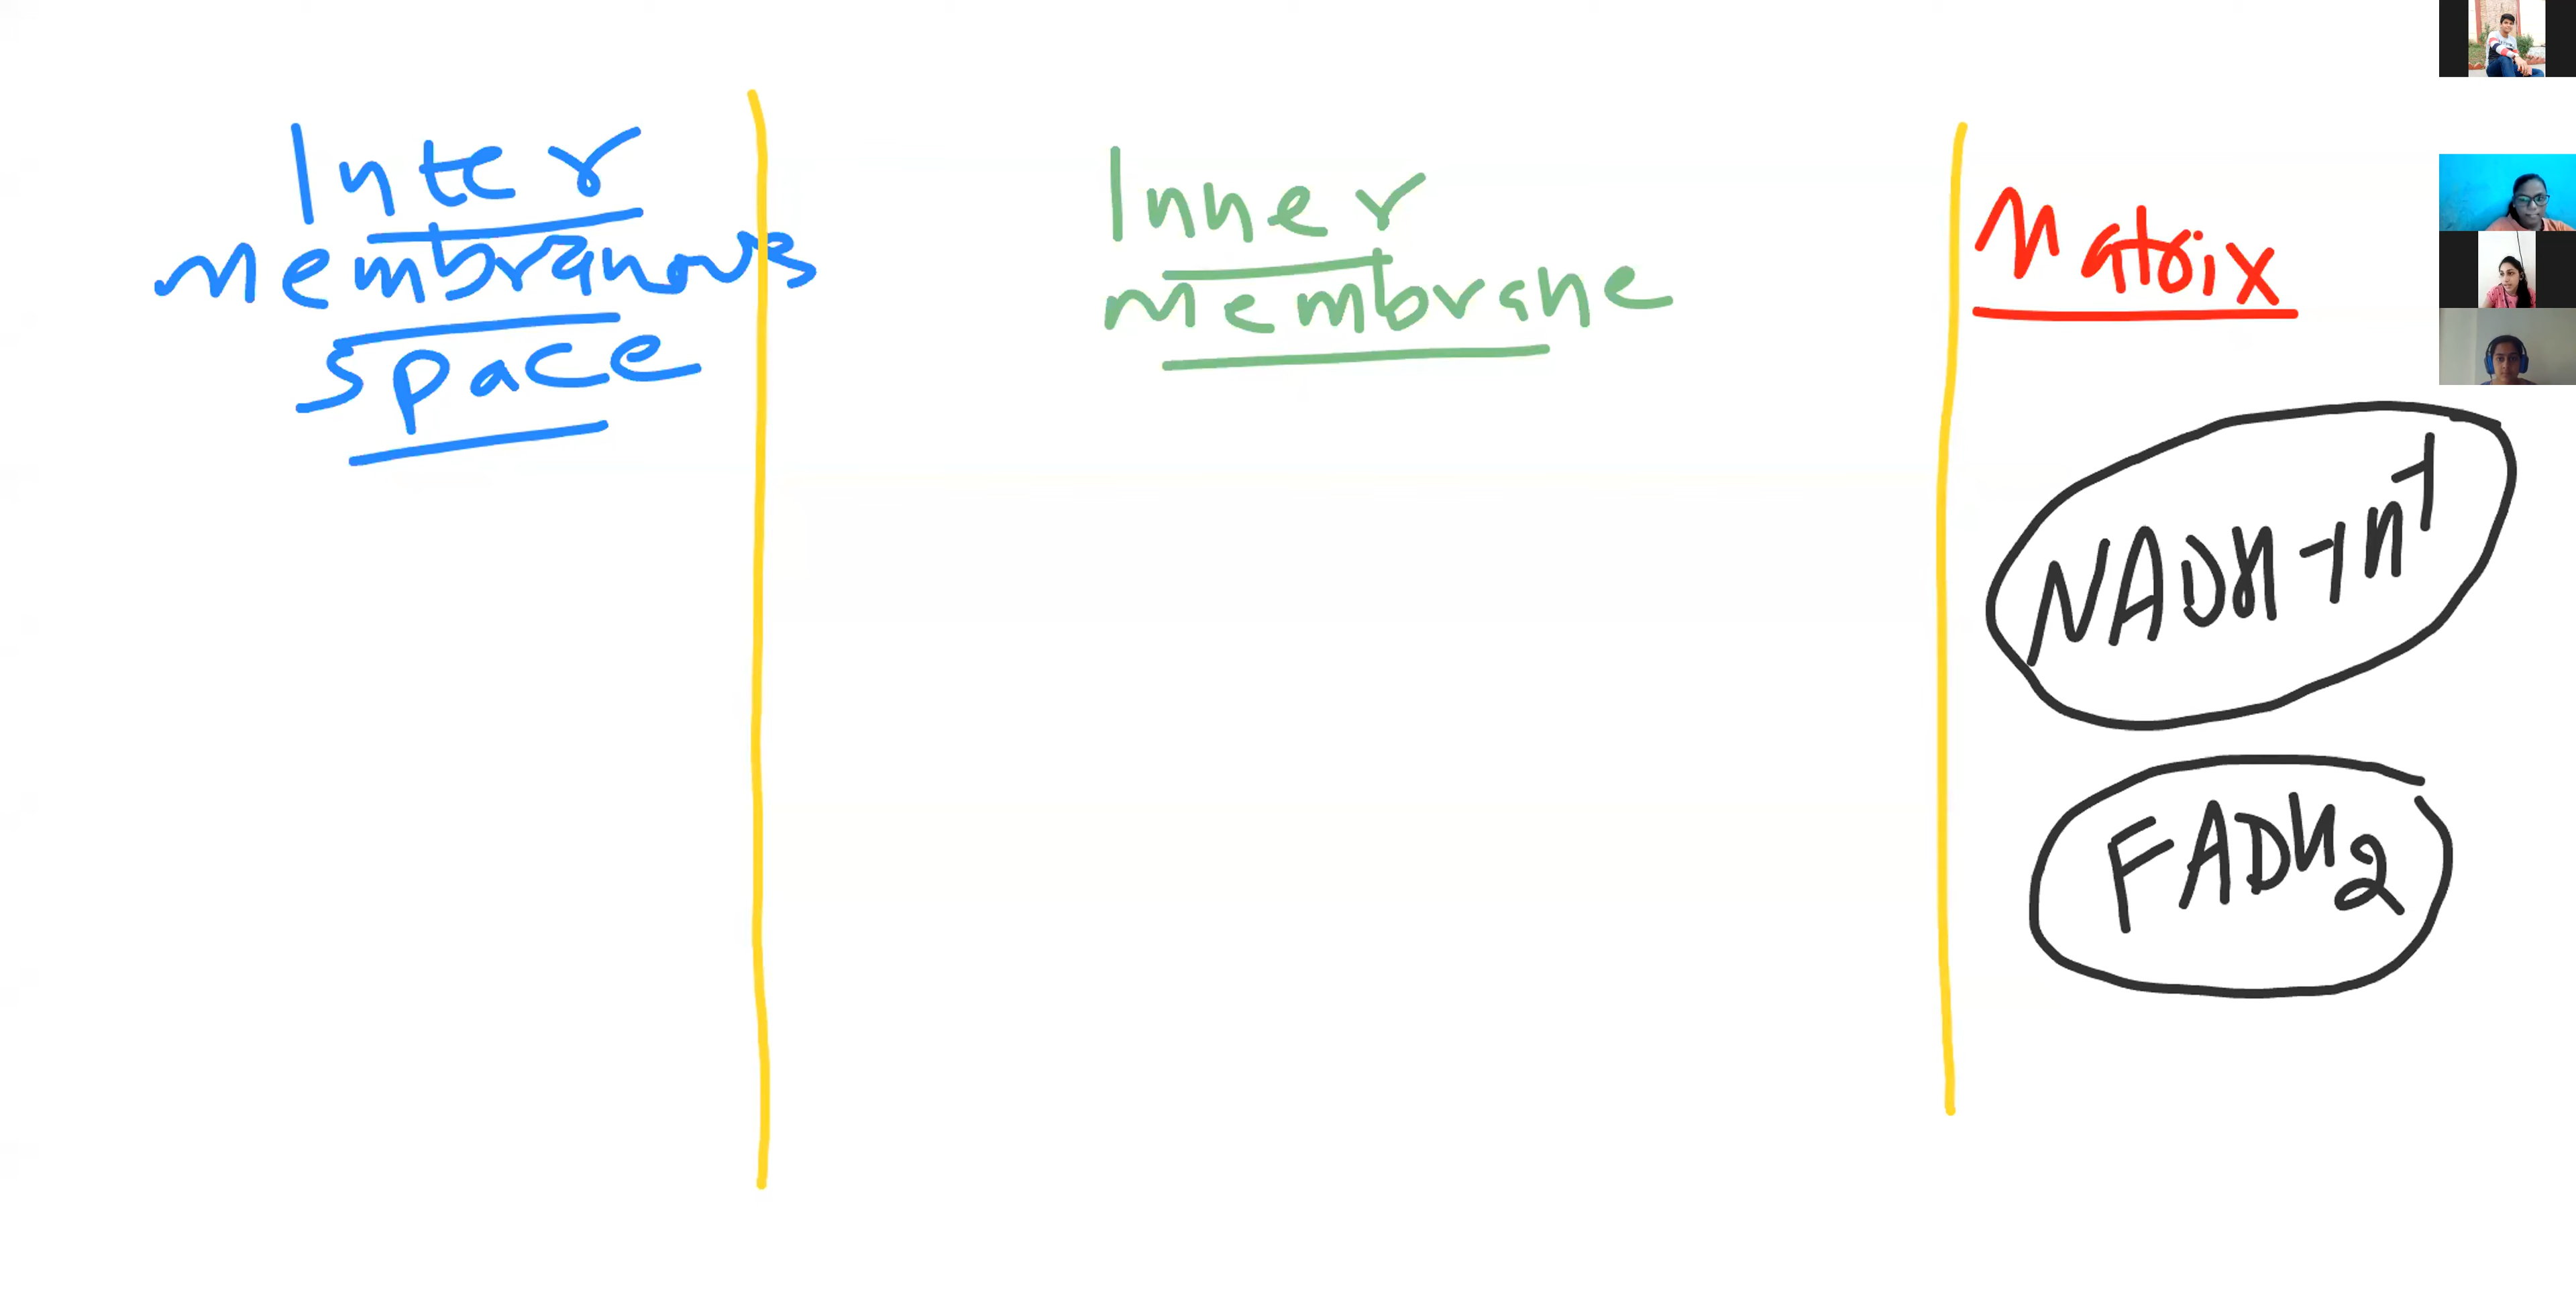 Inter
membranous
space
Inner
membrane
Matrix
NADH + H⁺
FADH₂